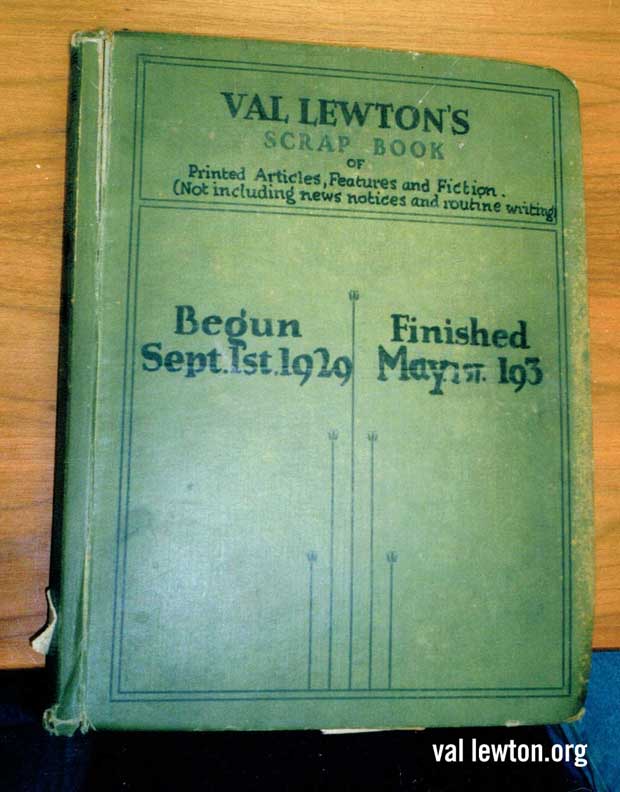 VAL LEWTON'S
SCRAP BOOK
OF
Printed Articles, Features and Fiction.
(Not including news notices and routine writing)
Begun
Sept. 1st. 1929
Finished
May 1ST. 193
val lewton.org